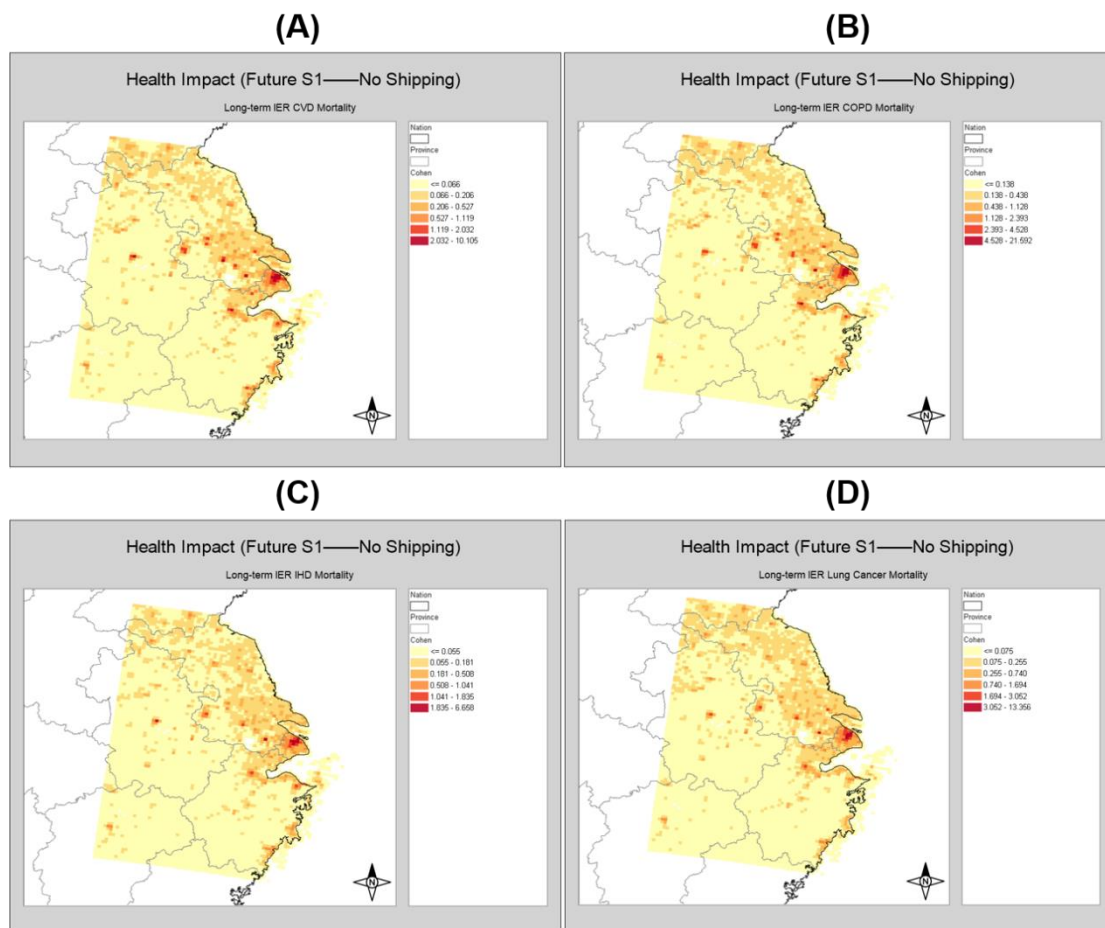 (A)
Health Impact (Future S1——No Shipping)
Long-term IER CVD Mortality
Nation
Province
Cohen
<= 0.066
0.066 - 0.206
0.206 - 0.527
0.527 - 1.119
1.119 - 2.032
2.032 - 10.105
N
(B)
Health Impact (Future S1——No Shipping)
Long-term IER COPD Mortality
Nation
Province
Cohen
<= 0.138
0.138 - 0.438
0.438 - 1.128
1.128 - 2.393
2.393 - 4.528
4.528 - 21.592
N
(C)
Health Impact (Future S1——No Shipping)
Long-term IER IHD Mortality
Nation
Province
Cohen
<= 0.055
0.055 - 0.181
0.181 - 0.508
0.508 - 1.041
1.041 - 1.835
1.835 - 6.658
N
(D)
Health Impact (Future S1——No Shipping)
Long-term IER Lung Cancer Mortality
Nation
Province
Cohen
<= 0.075
0.075 - 0.255
0.255 - 0.740
0.740 - 1.694
1.694 - 3.052
3.052 - 13.356
N